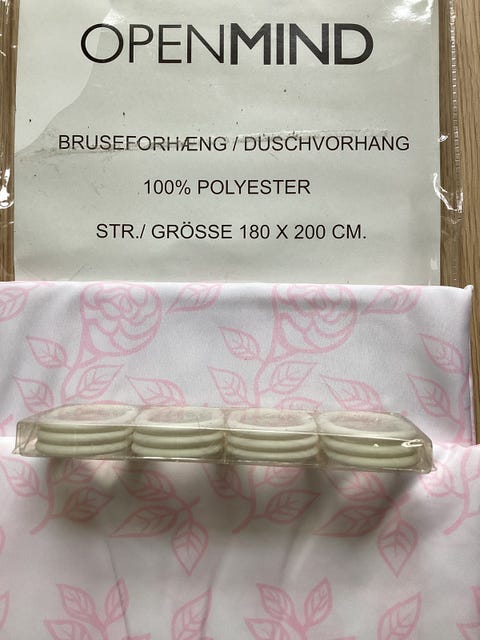 OPENMIND
BRUSEFORHÆNG / DUSCHVORHANG
100% POLYESTER
STR./ GRÖSSE 180 X 200 CM.